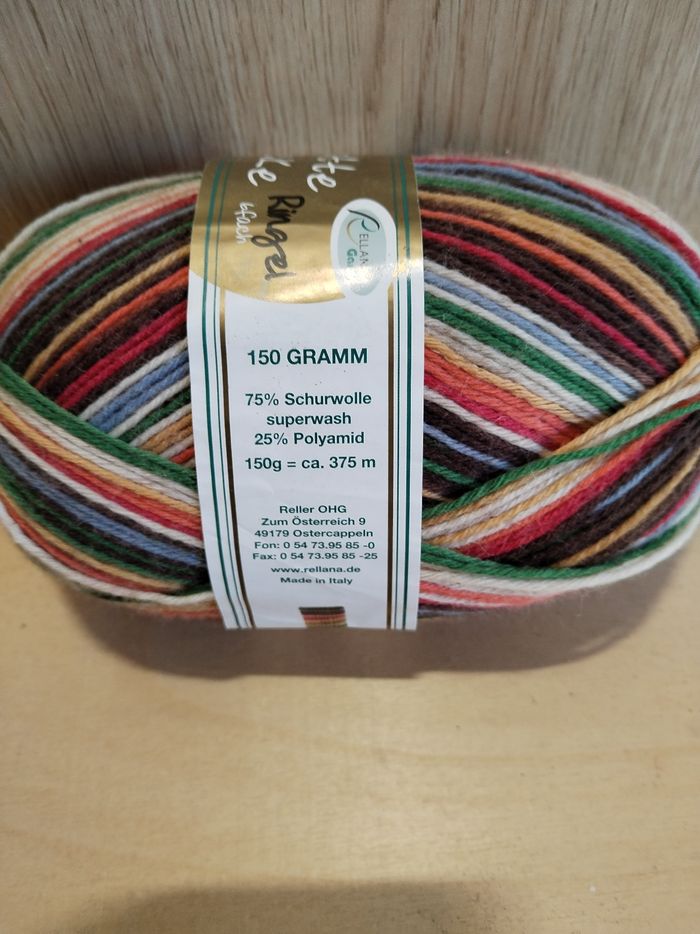 Ringel
4fach
RELLAN
150 GRAMM
75% Schurwolle
superwash
25% Polyamid
150g = ca. 375 m
Reller OHG
Zum Österreich 9
49179 Ostercappeln
Fon: 0 54 73.95 85 -0
Fax: 0 54 73.95 85 -25
www.rellana.de
Made in Italy